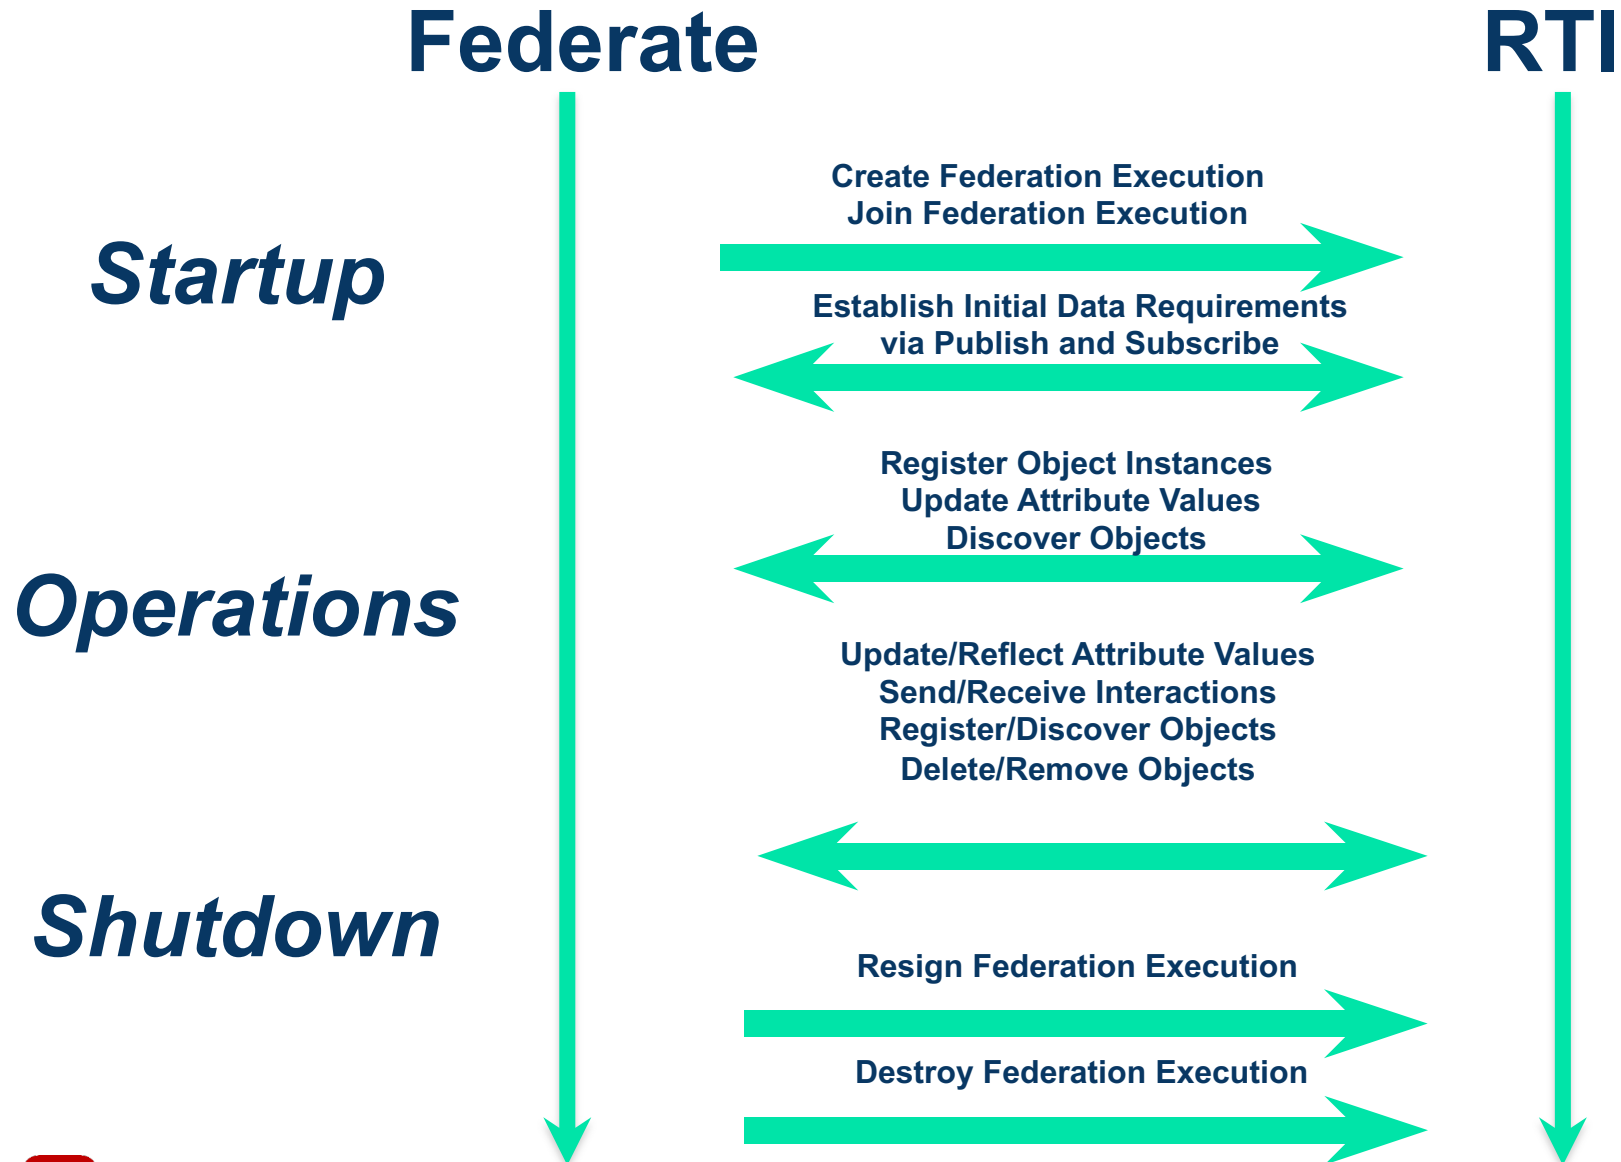 Federate
RTI
Create Federation Execution
Join Federation Execution
Startup
Establish Initial Data Requirements
via Publish and Subscribe
Register Object Instances
Update Attribute Values
Discover Objects
Operations
Update/Reflect Attribute Values
Send/Receive Interactions
Register/Discover Objects
Delete/Remove Objects
Shutdown
Resign Federation Execution
Destroy Federation Execution